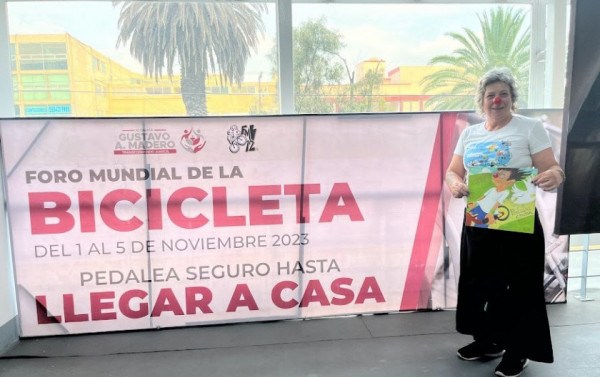 GUSTAVO
A. MADERO
FORO MUNDIAL DE LA
BICICLETA
DEL 1 AL 5 DE NOVIEMBRE 2023
PEDALEA SEGURO HASTA
LLEGAR A CASA